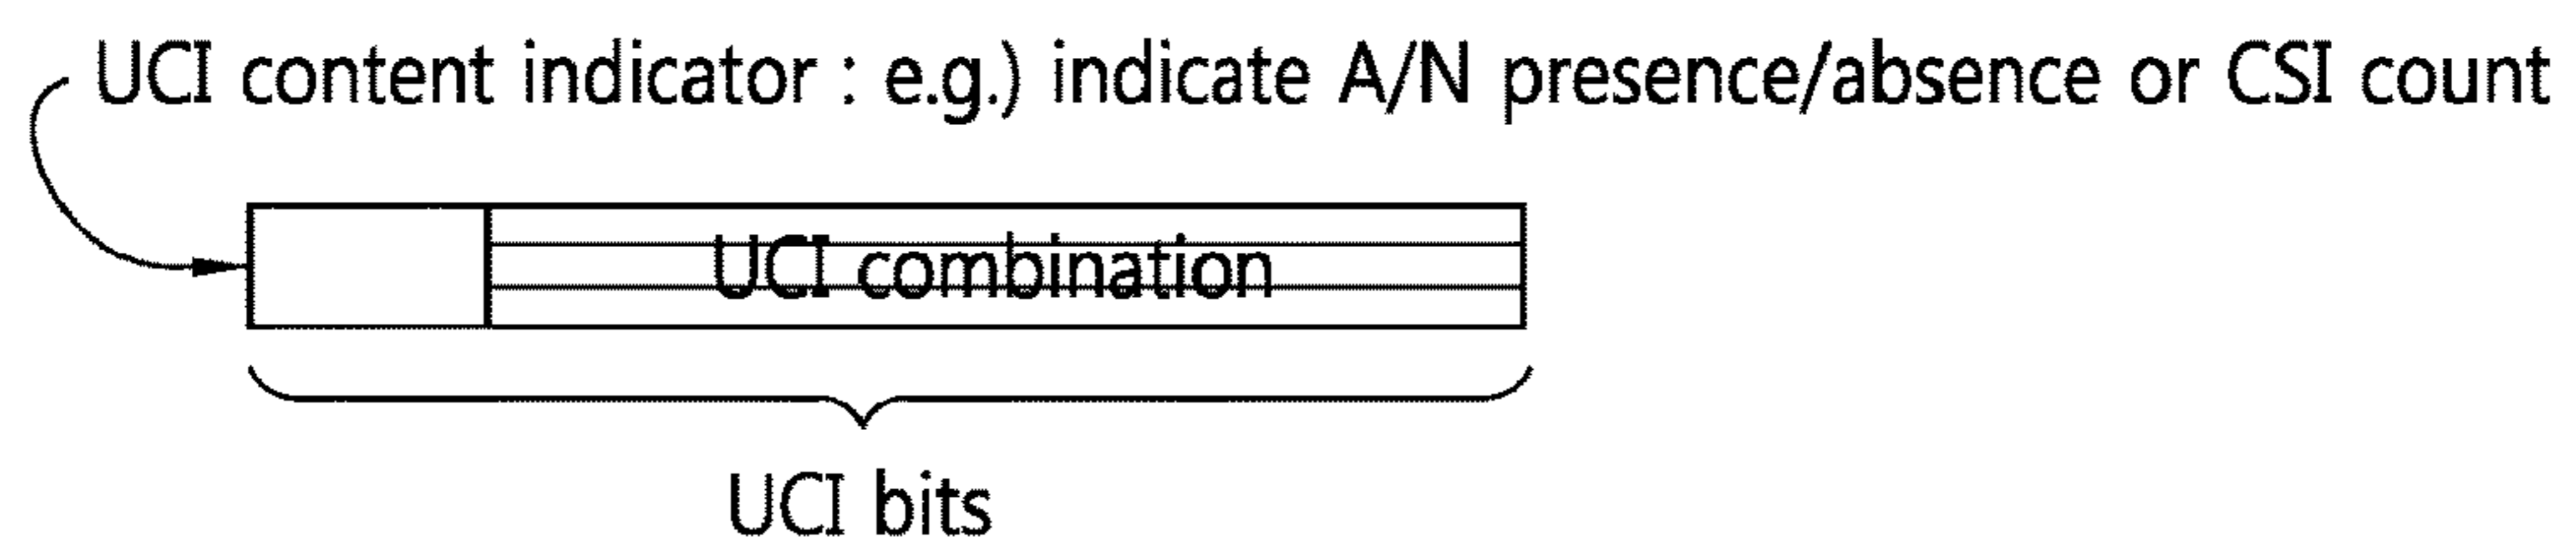 UCI content indicator : e.g.) indicate A/N presence/absence or CSI count
UCI combination
UCI bits